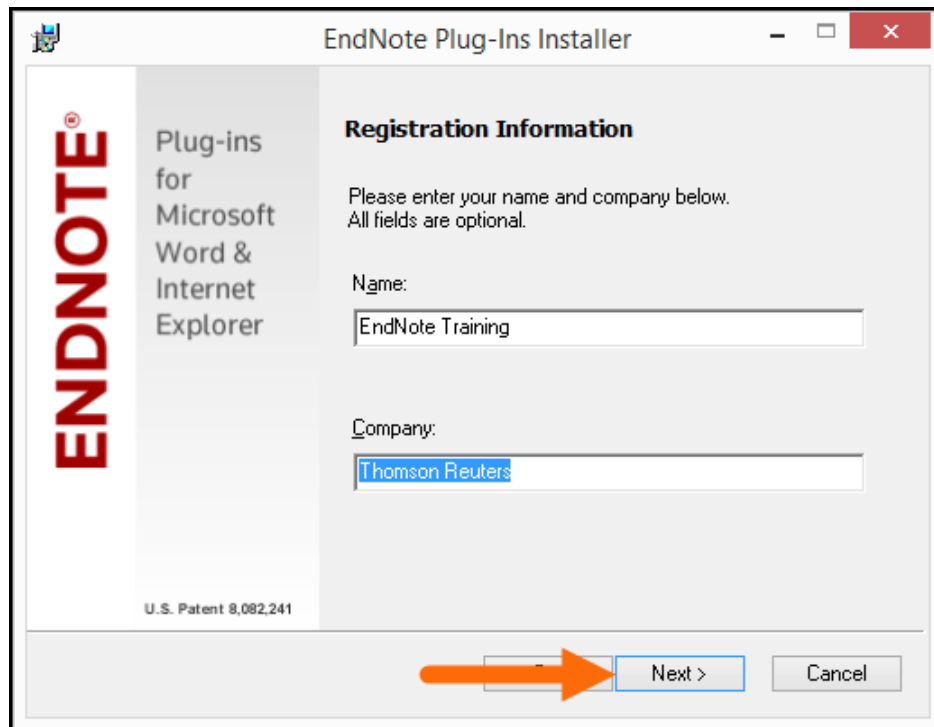 EndNote Plug-Ins Installer
ENDNOTE®
Plug-ins
for
Microsoft
Word &
Internet
Explorer
U.S. Patent 8,082,241
Registration Information
Please enter your name and company below.
All fields are optional.
Name:
EndNote Training
Company:
Thomson Reuters
Next >
Cancel